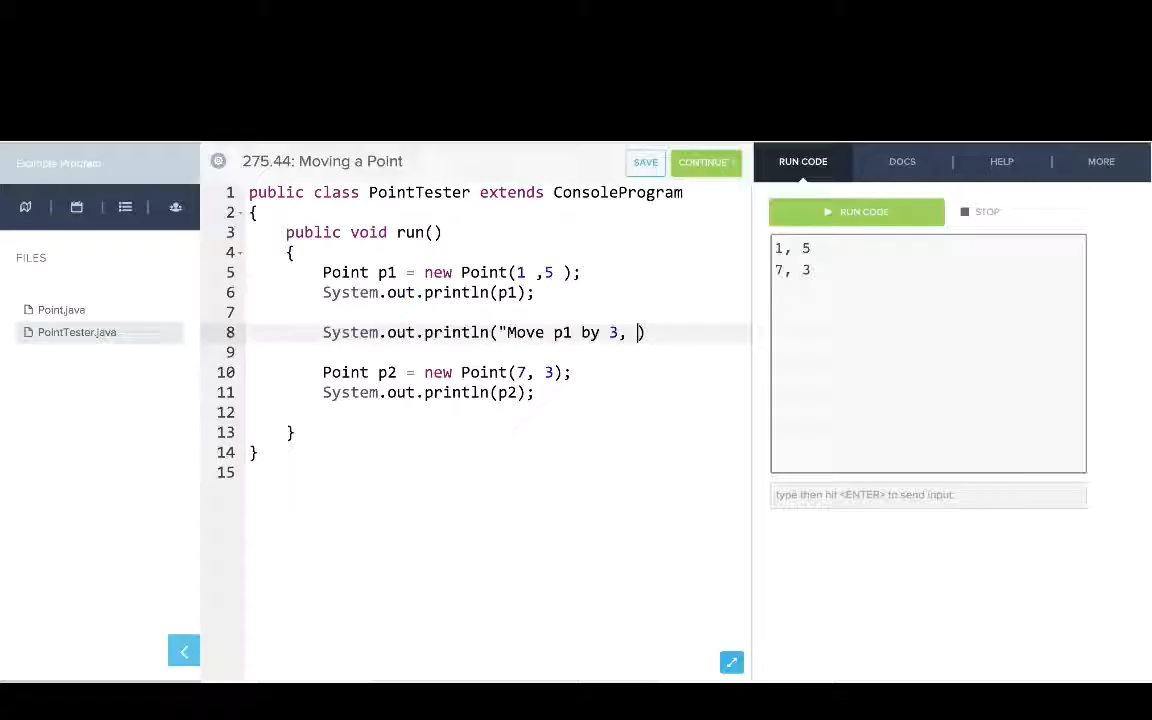 Example Program
275.44: Moving a Point
SAVE
CONTINUE
RUN CODE
DOCS
HELP
MORE
FILES
Point.java
PointTester.java
1 public class PointTester extends ConsoleProgram
2 {
3 public void run()
4 {
5 Point p1 = new Point(1 ,5 );
6 System.out.println(p1);
7
8 System.out.println("Move p1 by 3, )
9
10 Point p2 = new Point(7, 3);
11 System.out.println(p2);
12
13 }
14 }
15
RUN CODE
STOP
1, 5
7, 3
type then hit <ENTER> to send input